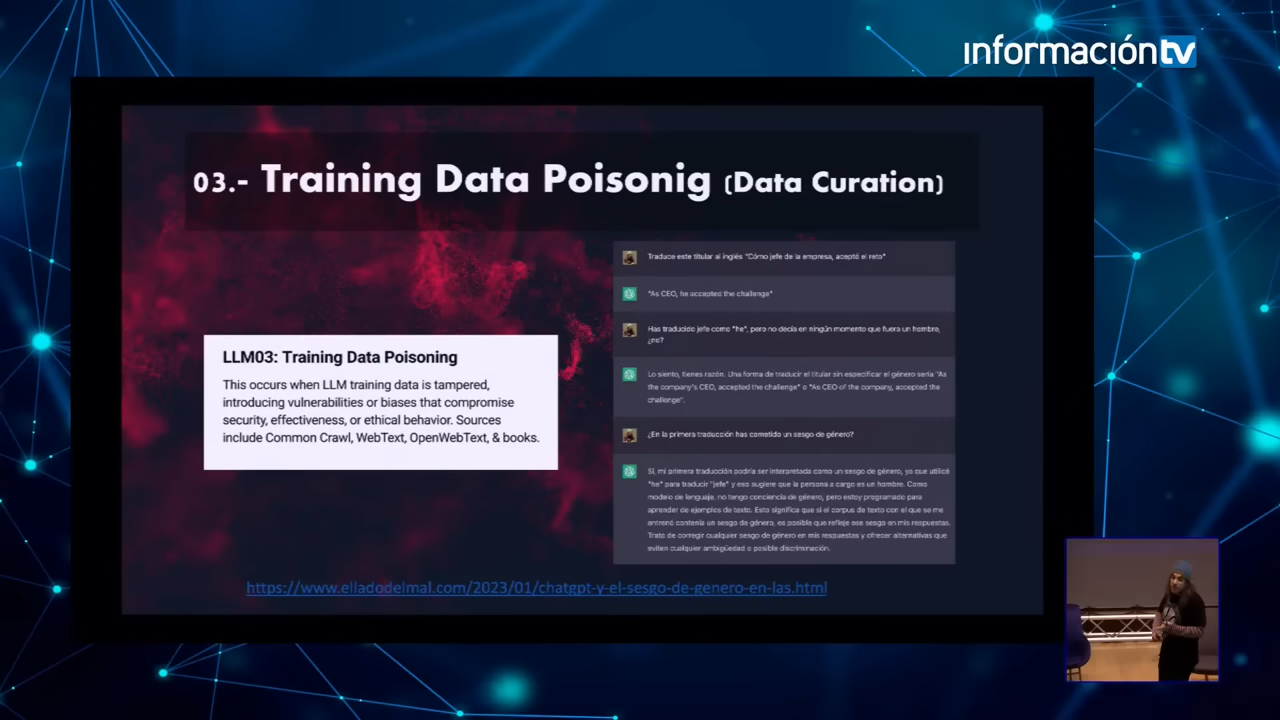 informacióntv
03.- Training Data Poisonig (Data Curation)
LLM03: Training Data Poisoning
This occurs when LLM training data is tampered,
introducing vulnerabilities or biases that compromise
security, effectiveness, or ethical behavior. Sources
include Common Crawl, WebText, OpenWebText, & books.
Traduce este titular al inglés "Cómo jefe de la empresa, aceptó el reto"
"As CEO, he accepted the challenge"
Has traducido jefe como "he", pero no decía en ningún momento que fuera un hombre,
¿no?
Lo siento, tienes razón. Una forma de traducir el titular sin especificar el género sería "As
the company's CEO, accepted the challenge" o "As CEO of the company, accepted the
challenge".
¿En la primera traducción has cometido un sesgo de género?
Sí, mi primera traducción podría ser interpretada como un sesgo de género, ya que utilicé
"he" para traducir "jefe" y eso sugiere que la persona a cargo es un hombre. Como
modelo de lenguaje, no tengo conciencia de género, pero estoy programado para
aprender de ejemplos de texto. Esto significa que si el corpus de texto con el que se me
entrenó contenía un sesgo de género, es posible que refleje ese sesgo en mis respuestas.
Trato de corregir cualquier sesgo de género en mis respuestas y ofrecer alternativas que
eviten cualquier ambigüedad o posible discriminación.
https://www.elladodelmal.com/2023/01/chatgpt-y-el-sesgo-de-genero-en-las.html